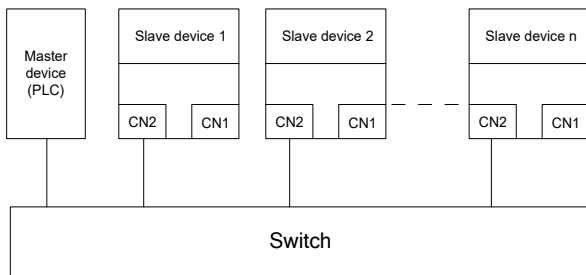 Master
device
(PLC)
Slave device 1
CN2
CN1
Slave device 2
CN2
CN1
Slave device n
CN2
CN1
Switch